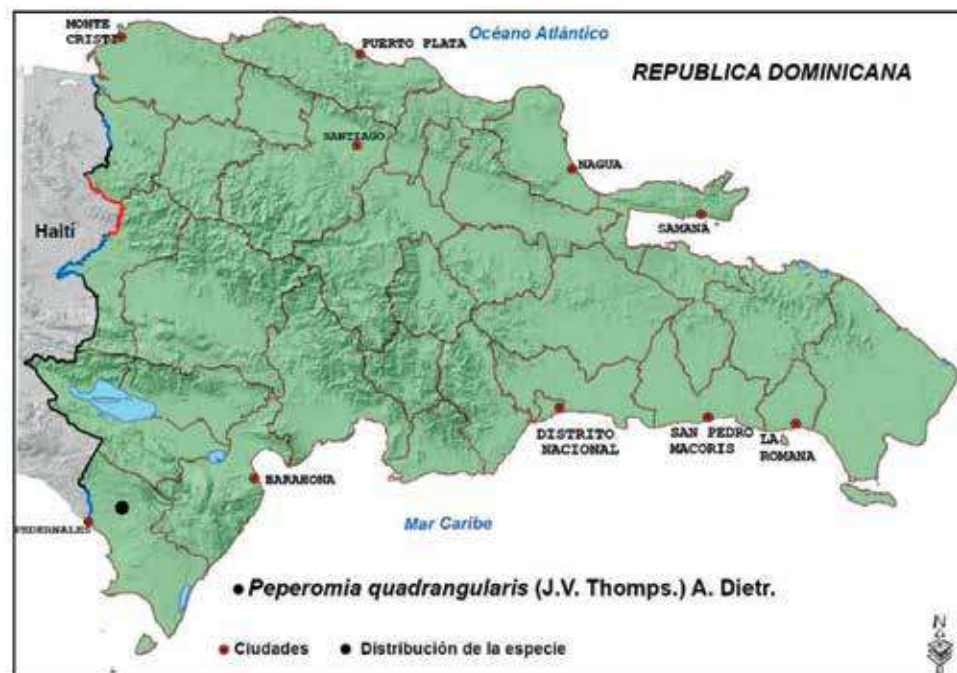 MONTE
CRISTI
PUERTO PLATA
Océano Atlántico
REPUBLICA DOMINICANA
SANTIAGO
NAGUA
SAMANA
Haití
DISTRITO
NACIONAL
SAN PEDRO
MACORIS
LA
ROMANA
BARAHONA
PEDERNALES
Mar Caribe
Peperomia quadrangularis (J.V. Thomps.) A. Dietr.
Ciudades
Distribución de la especie
N